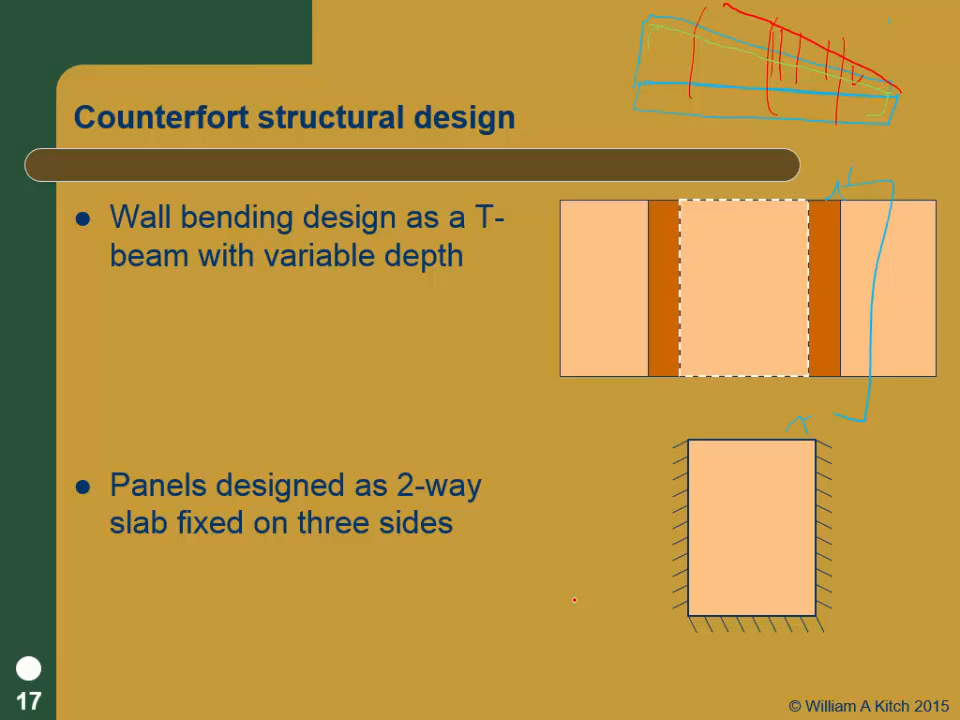 Counterfort structural design
Wall bending design as a T-
beam with variable depth
Panels designed as 2-way
slab fixed on three sides
17
© William A Kitch 2015